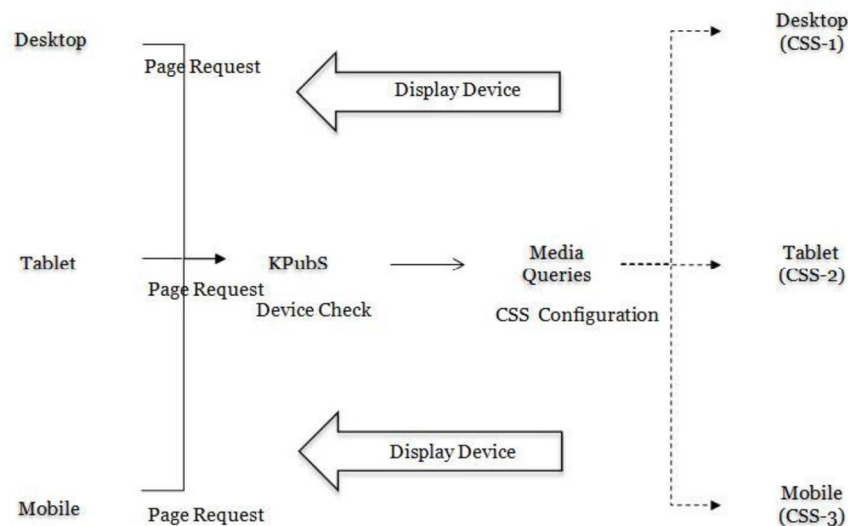 Desktop
Page Request
Display Device
Desktop
(CSS-1)
Tablet
Page Request
KPubS
Device Check
Media
Queries
CSS Configuration
Tablet
(CSS-2)
Display Device
Mobile
Page Request
Mobile
(CSS-3)